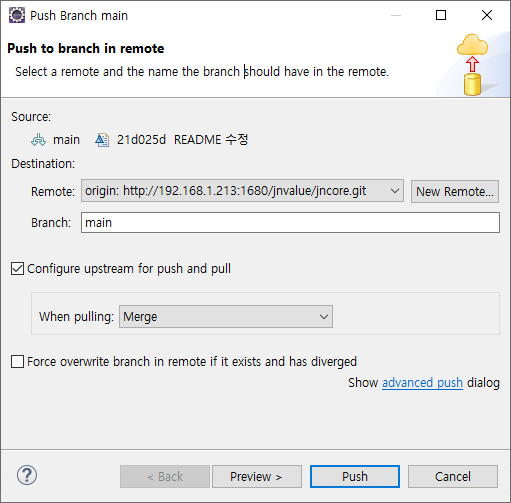 Push Branch main
Push to branch in remote
Select a remote and the name the branch should have in the remote.
Source:
main 21d025d README 수정
Destination:
Remote: origin: http://192.168.1.213:1680/jnvalue/jncore.git New Remote...
Branch: main
Configure upstream for push and pull
When pulling: Merge
Force overwrite branch in remote if it exists and has diverged
Show advanced push dialog
< Back Preview > Push Cancel